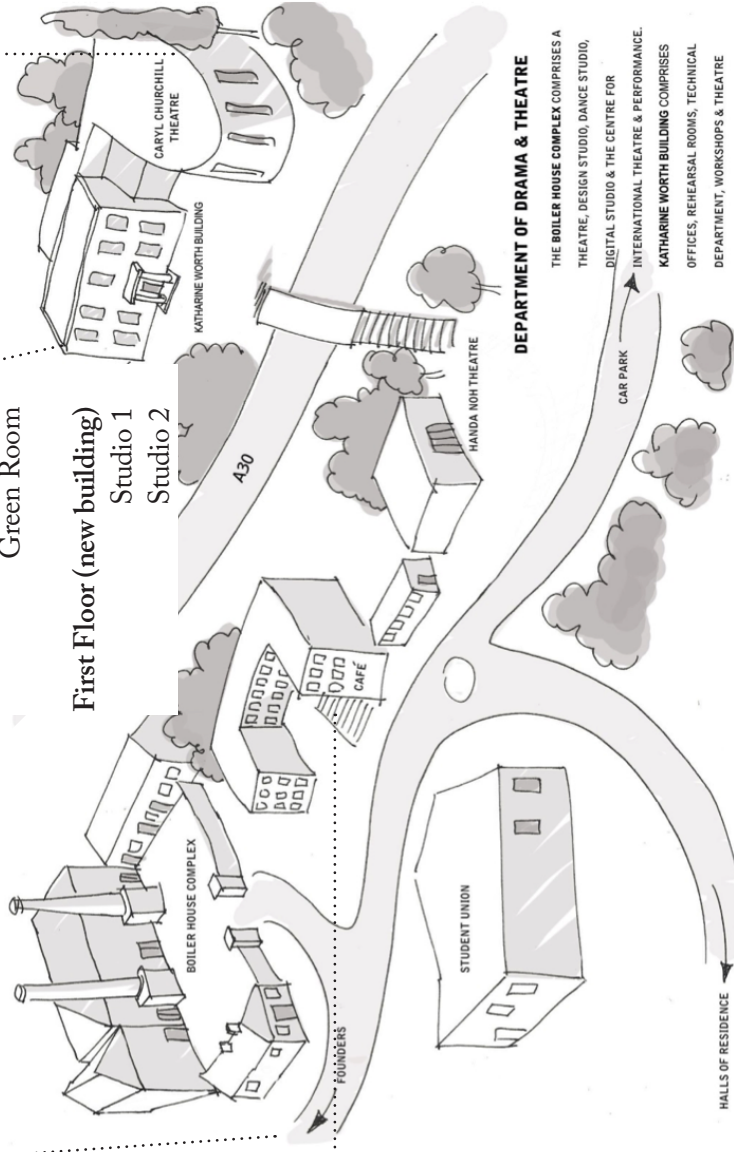 Green Room
First Floor (new building)
Studio 1
Studio 2
CARYL CHURCHILL
THEATRE
KATHARINE WORTH BUILDING
A30
HANDA NOH THEATRE
CAFÉ
BOILER HOUSE COMPLEX
STUDENT UNION
FOUNDERS
HALLS OF RESIDENCE
CAR PARK
DEPARTMENT OF DRAMA & THEATRE
THE BOILER HOUSE COMPLEX COMPRISES A
THEATRE, DESIGN STUDIO, DANCE STUDIO,
DIGITAL STUDIO & THE CENTRE FOR
INTERNATIONAL THEATRE & PERFORMANCE.
KATHARINE WORTH BUILDING COMPRISES
OFFICES, REHEARSAL ROOMS, TECHNICAL
DEPARTMENT, WORKSHOPS & THEATRE